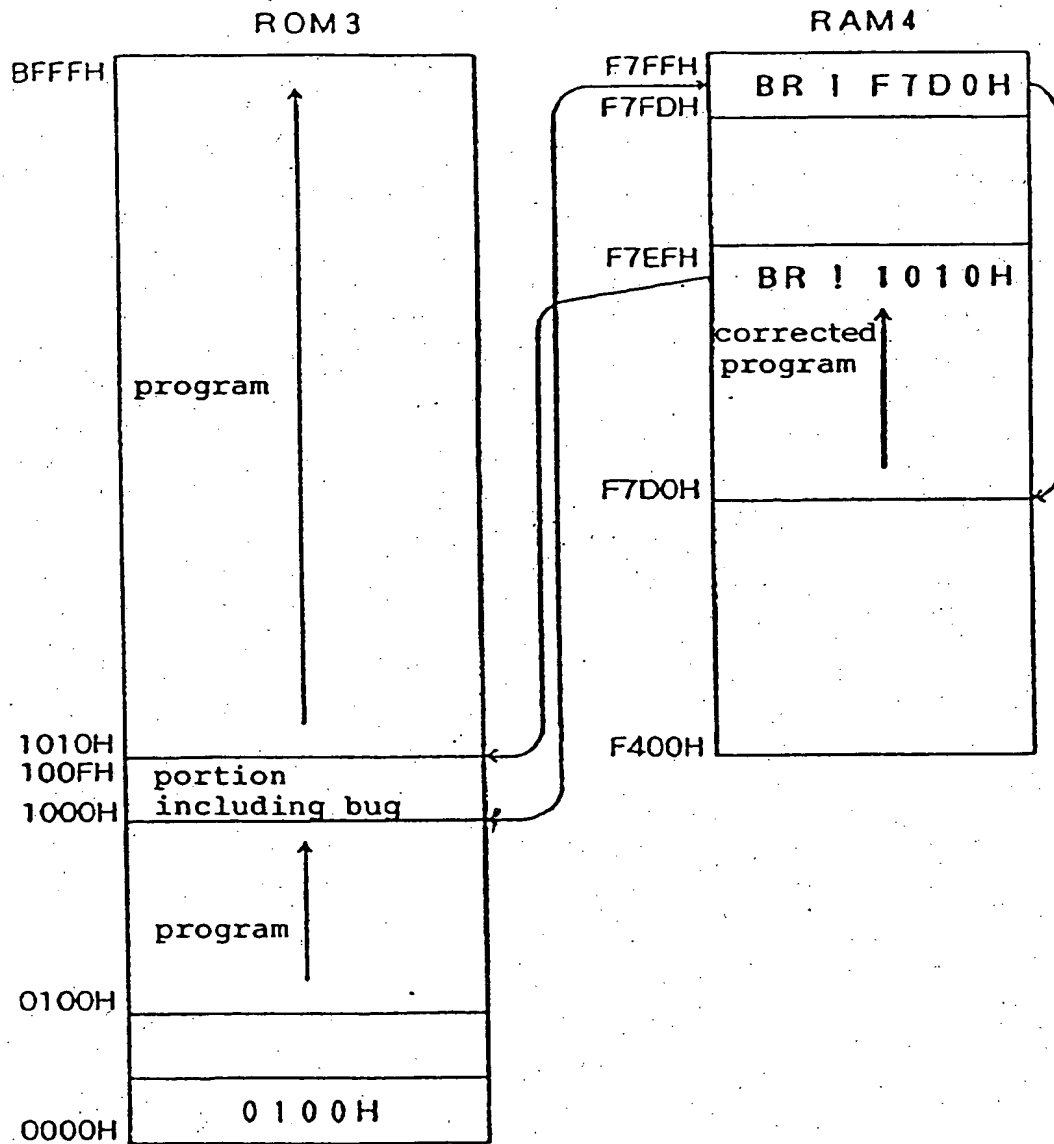 ROM3
RAM4
BFFFH
F7FFH
F7FDH
BR ! F7D0H
F7EFH
BR ! 1010H
corrected
program
program
F7D0H
1010H
100FH
1000H
portion
including bug
F400H
program
0100H
0100H
0000H